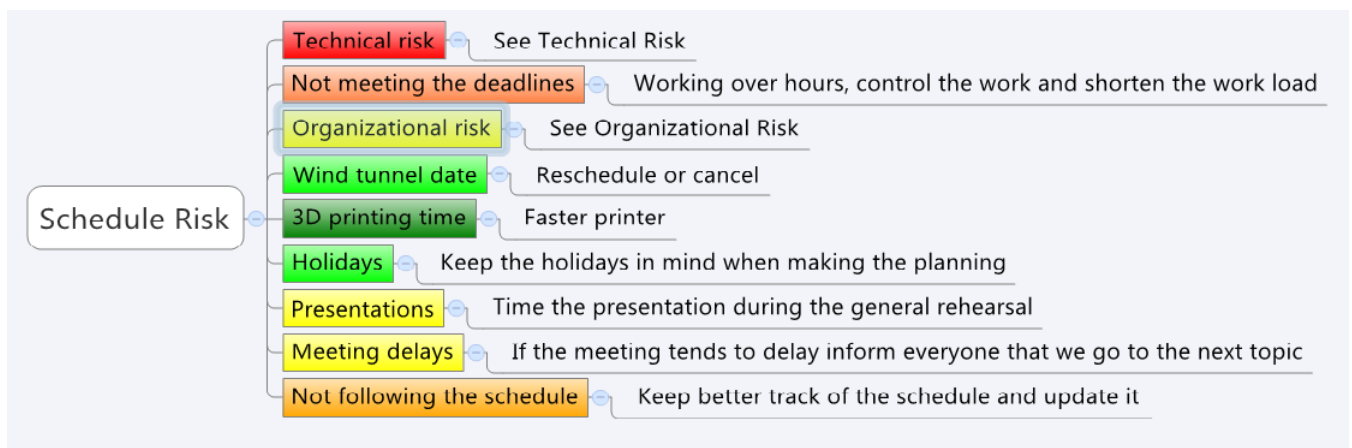 Schedule Risk
Technical risk See Technical Risk
Not meeting the deadlines Working over hours, control the work and shorten the work load
Organizational risk See Organizational Risk
Wind tunnel date Reschedule or cancel
3D printing time Faster printer
Holidays Keep the holidays in mind when making the planning
Presentations Time the presentation during the general rehearsal
Meeting delays If the meeting tends to delay inform everyone that we go to the next topic
Not following the schedule Keep better track of the schedule and update it